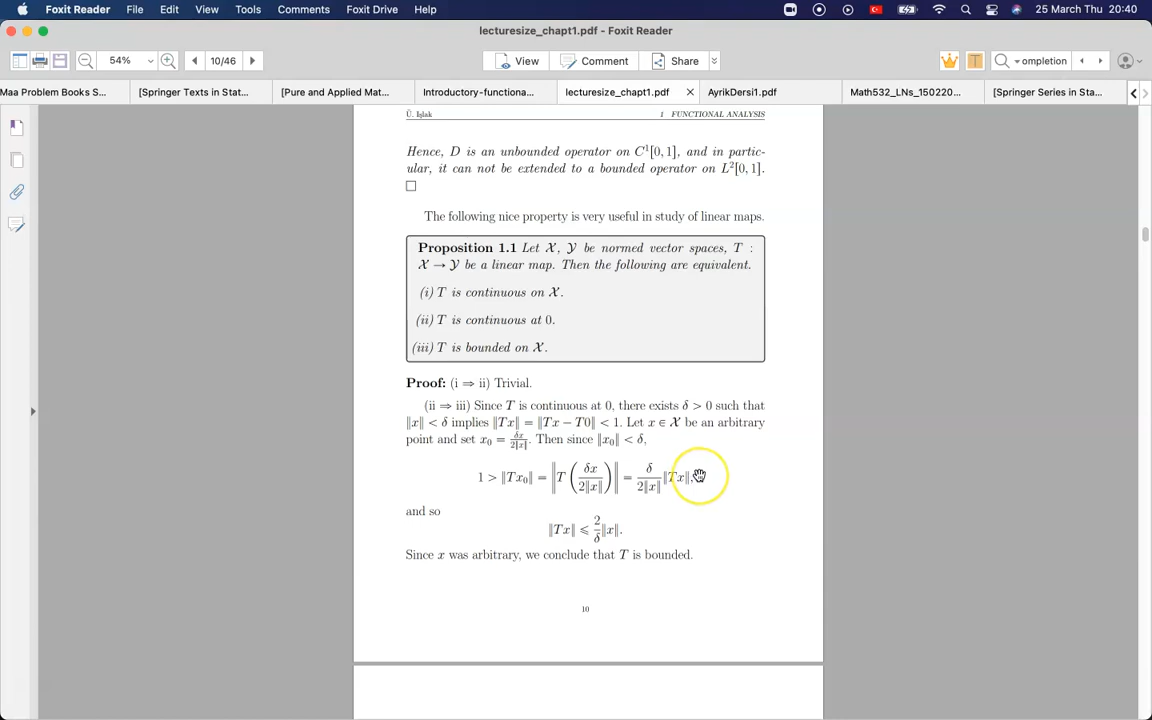 Foxit Reader File Edit View Tools Comments Foxit Drive Help 25 March Thu 20:40
lecturesize_chapt1.pdf - Foxit Reader
54% 10/46 View Comment Share T ompletion
Maa Problem Books S... [Springer Texts in Stat... [Pure and Applied Mat... Introductory-functiona... lecturesize_chapt1.pdf AyrikDersi1.pdf Math532_LNs_150220... [Springer Series in Sta...
Ü. Işlak 1 FUNCTIONAL ANALYSIS
Hence, D is an unbounded operator on C¹[0, 1], and in partic-
ular, it can not be extended to a bounded operator on L²[0, 1].
□
The following nice property is very useful in study of linear maps.
Proposition 1.1 Let 𝒳, 𝒴 be normed vector spaces, T :
𝒳 → 𝒴 be a linear map. Then the following are equivalent.
(i) T is continuous on 𝒳.
(ii) T is continuous at 0.
(iii) T is bounded on 𝒳.
Proof: (i ⇒ ii) Trivial.
(ii ⇒ iii) Since T is continuous at 0, there exists δ > 0 such that
‖x‖ < δ implies ‖Tx‖ = ‖Tx − T0‖ < 1. Let x ∈ 𝒳 be an arbitrary
point and set x₀ = δx/2‖x‖. Then since ‖x₀‖ < δ,
1 > ‖Tx₀‖ = ‖T(δx/2‖x‖)‖ = δ/2‖x‖ ‖Tx‖,
and so
‖Tx‖ ⩽ 2/δ ‖x‖.
Since x was arbitrary, we conclude that T is bounded.
10